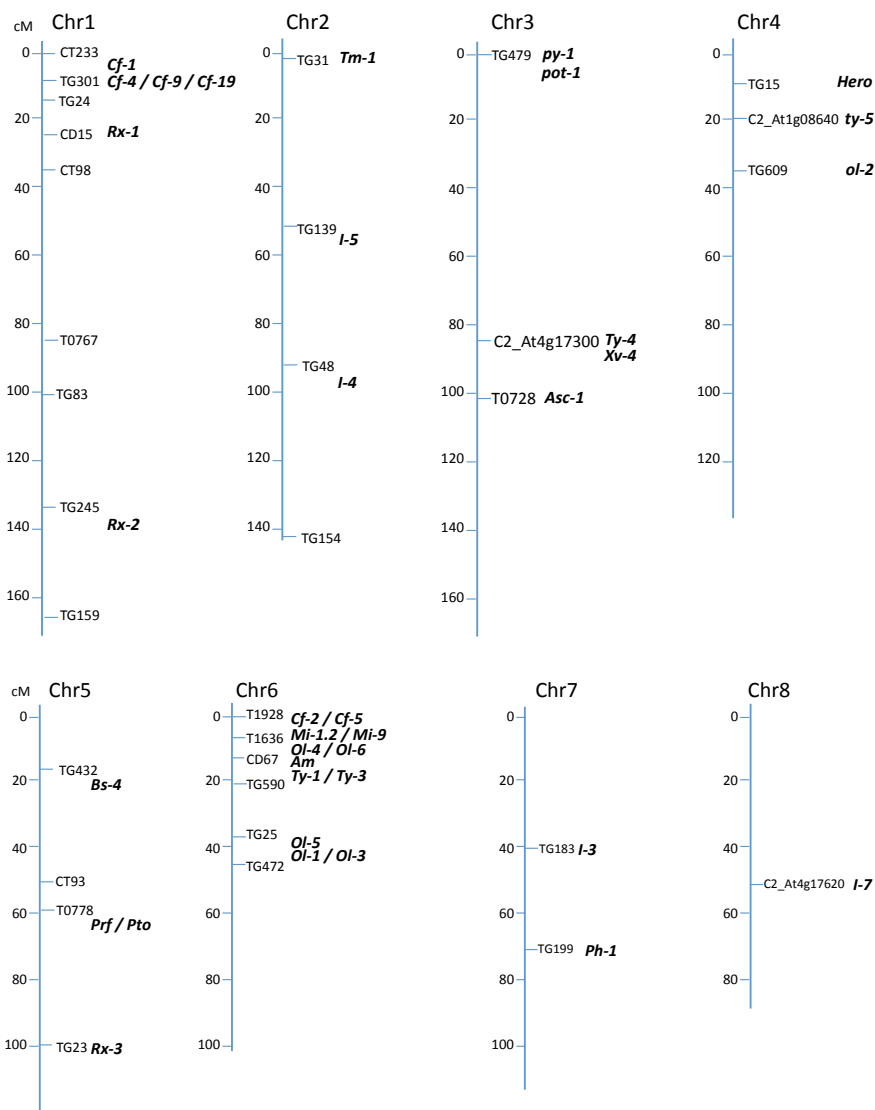 cM
Chr1
0
CT233
Cf-1
TG301 Cf-4 / Cf-9 / Cf-19
TG24
20
CD15 Rx-1
CT98
40
60
80
T0767
100
TG83
120
TG245
Rx-2
140
160
TG159
Chr2
0
TG31 Tm-1
20
40
TG139
I-5
60
80
TG48
I-4
100
120
140
TG154
Chr3
0
TG479 py-1
pot-1
20
40
60
80
C2_At4g17300 Ty-4
Xv-4
100
T0728 Asc-1
120
140
160
Chr4
0
TG15 Hero
20
C2_At1g08640 ty-5
TG609 ol-2
40
60
80
100
120
cM
Chr5
0
TG432
Bs-4
20
40
CT93
T0778
Prf / Pto
60
80
100
TG23 Rx-3
Chr6
0
T1928 Cf-2 / Cf-5
T1636 Mi-1.2 / Mi-9
Ol-4 / Ol-6
CD67 Am
Ty-1 / Ty-3
20
TG590
TG25
Ol-5
40
Ol-1 / Ol-3
TG472
60
80
100
Chr7
0
20
40
TG183 I-3
60
TG199 Ph-1
80
100
Chr8
0
20
40
C2_At4g17620 I-7
60
80